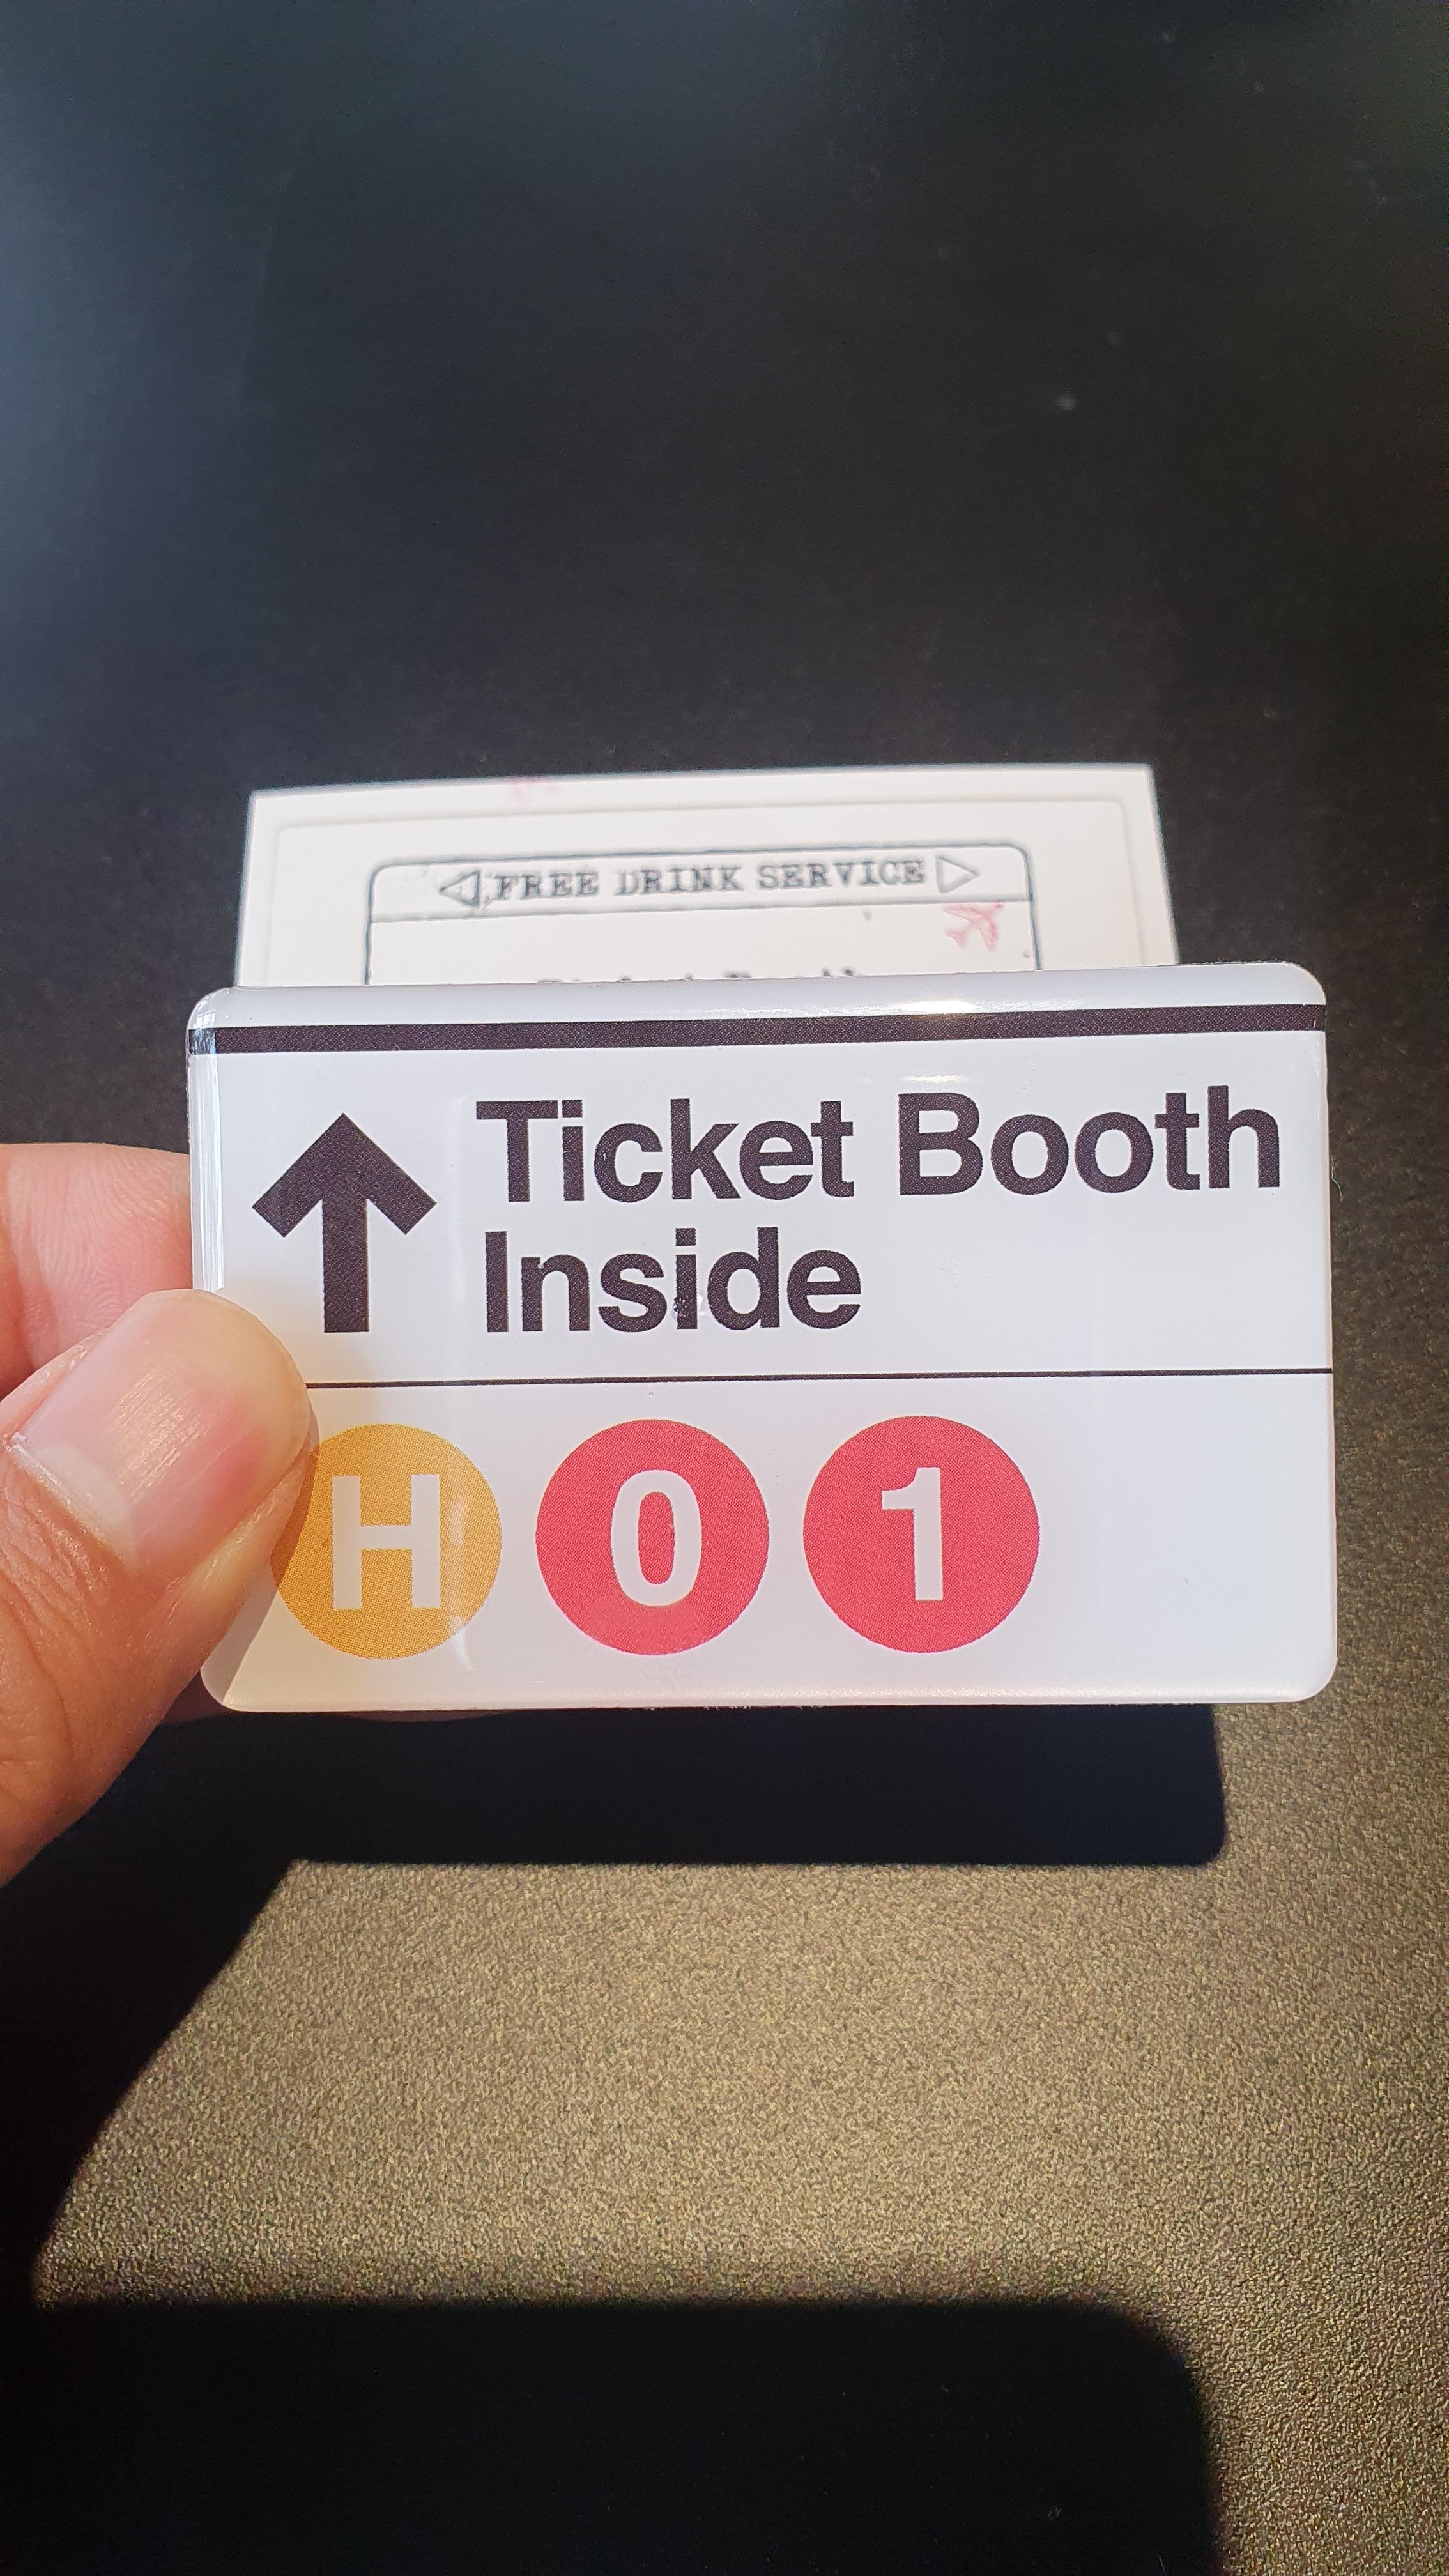 FREE DRINK SERVICE
Ticket Booth
Inside
H 0 1